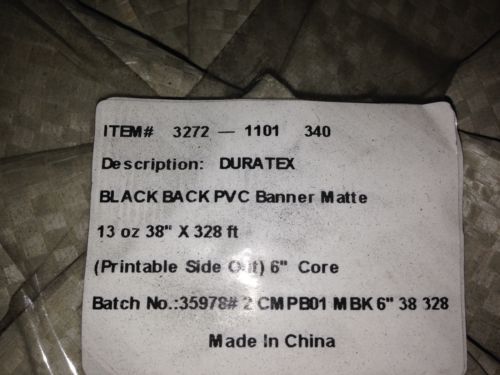 ITEM# 3272 — 1101 340
Description: DURATEX
BLACK BACK PVC Banner Matte
13 oz 38" X 328 ft
(Printable Side Out) 6" Core
Batch No.:35978# 2 CMPB01 MBK 6" 38 328
Made In China